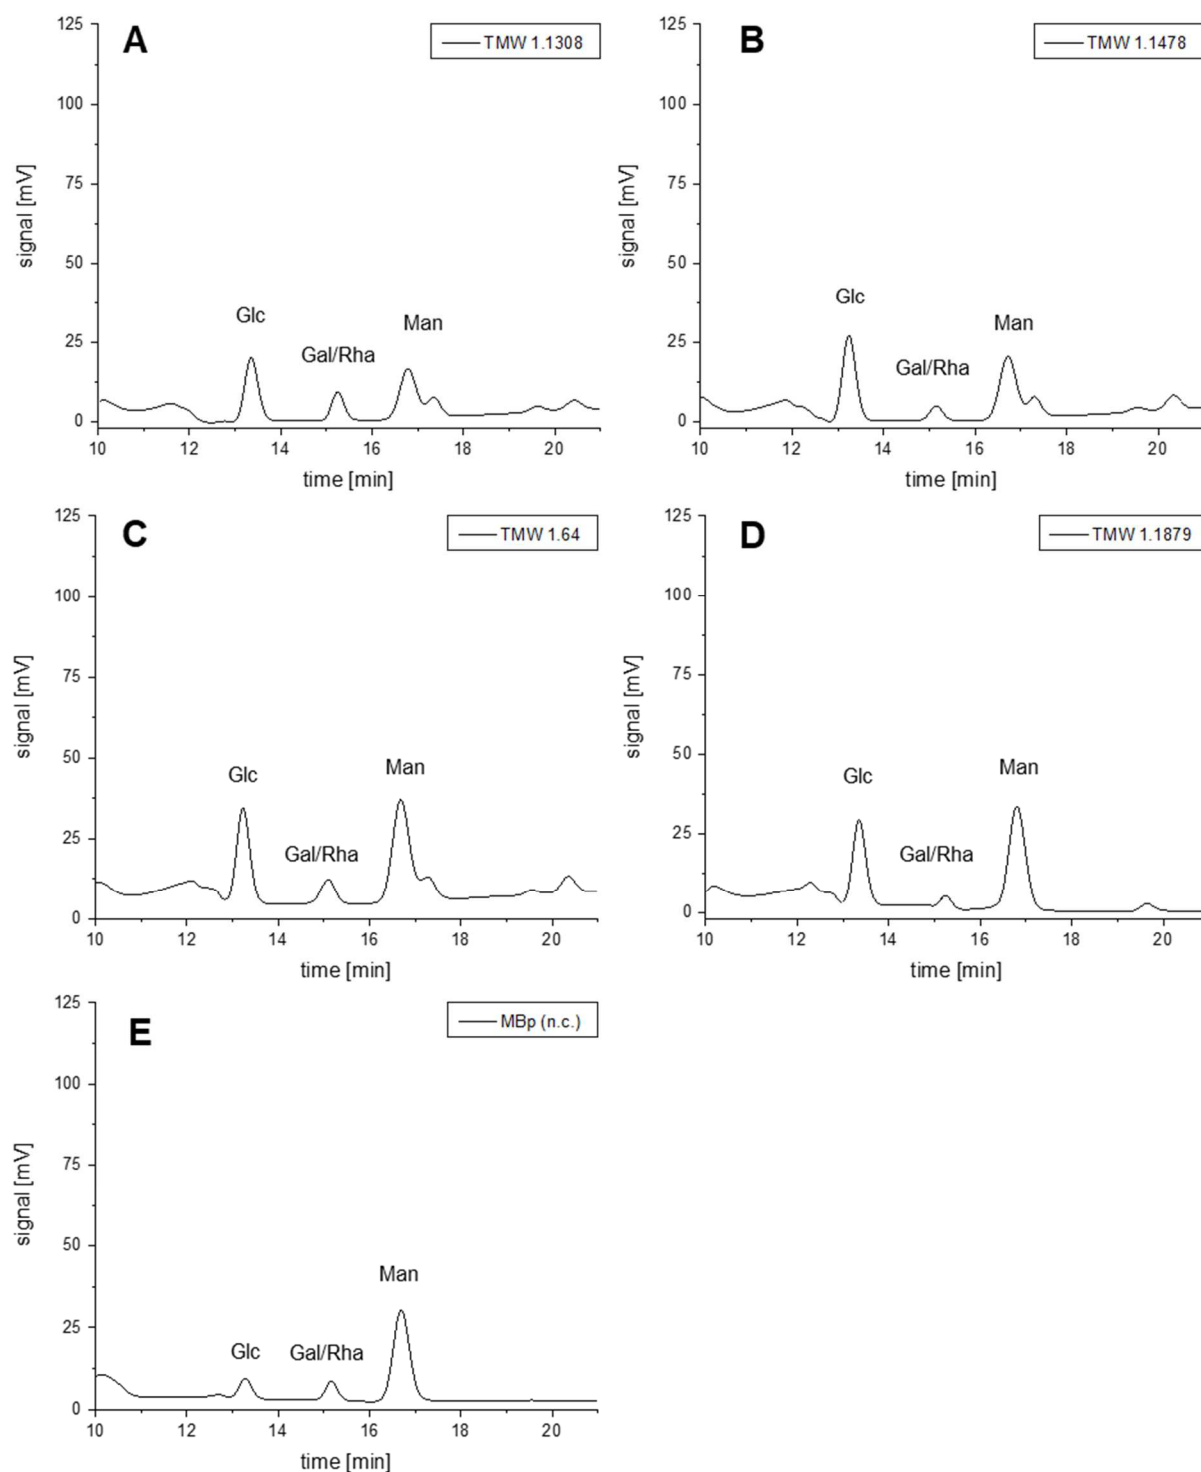 A
TMW 1.1308
signal [mV]
125
100
75
50
25
0
Glc
Gal/Rha
Man
10 12 14 16 18 20
time [min]
B
TMW 1.1478
signal [mV]
125
100
75
50
25
0
Glc
Gal/Rha
Man
10 12 14 16 18 20
time [min]
C
TMW 1.64
signal [mV]
125
100
75
50
25
0
Glc
Gal/Rha
Man
10 12 14 16 18 20
time [min]
D
TMW 1.1879
signal [mV]
125
100
75
50
25
0
Glc
Gal/Rha
Man
10 12 14 16 18 20
time [min]
E
MBp (n.c.)
signal [mV]
125
100
75
50
25
0
Glc
Gal/Rha
Man
10 12 14 16 18 20
time [min]